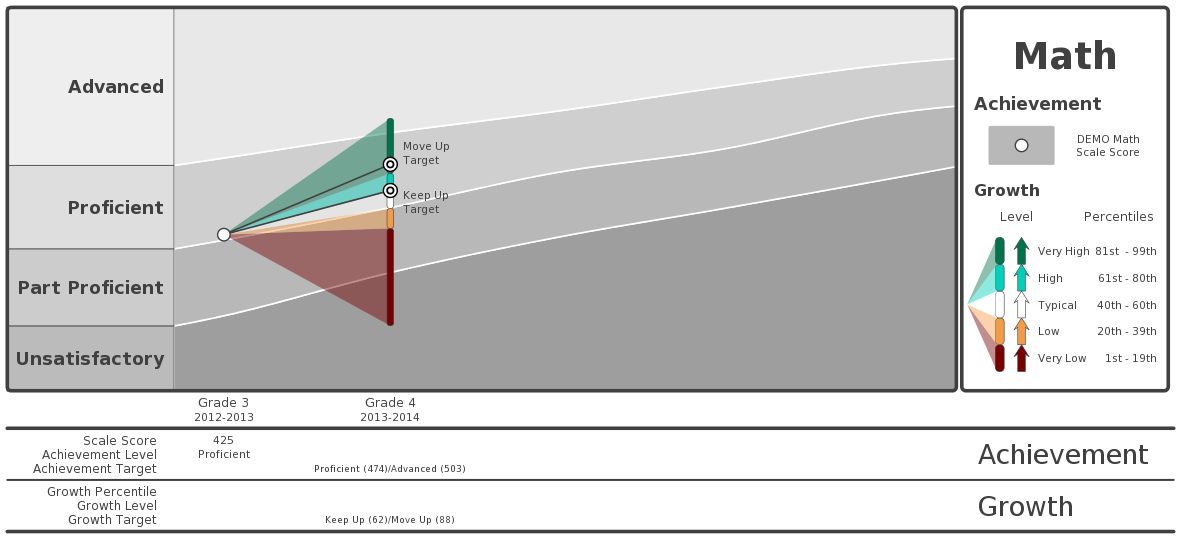 Advanced
Proficient
Part Proficient
Unsatisfactory
Move Up
Target
Keep Up
Target
Math
Achievement
DEMO Math
Scale Score
Growth
Level Percentiles
Very High 81st - 99th
High 61st - 80th
Typical 40th - 60th
Low 20th - 39th
Very Low 1st - 19th
Grade 3 Grade 4
2012-2013 2013-2014
Scale Score 425
Achievement Level Proficient
Achievement Target Proficient (474)/Advanced (503)
Achievement
Growth Percentile
Growth Level
Growth Target Keep Up (62)/Move Up (88)
Growth